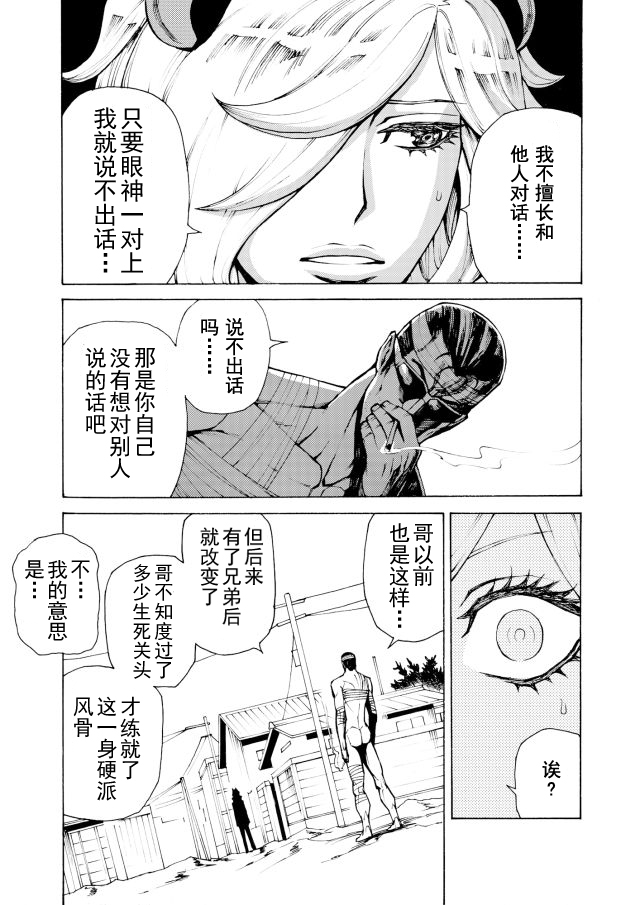 我不擅长和
他人对话……
只要眼神一对上
我就说不出话…
说不出话
吗……
那是你自己
没有想对别人
说的话吧
诶?
哥以前
也是这样…
但后来
有了兄弟后
就改变了
哥不知度过了
多少生死关头
才练就了
这一身硬派
风骨
不…
我的意思
是…